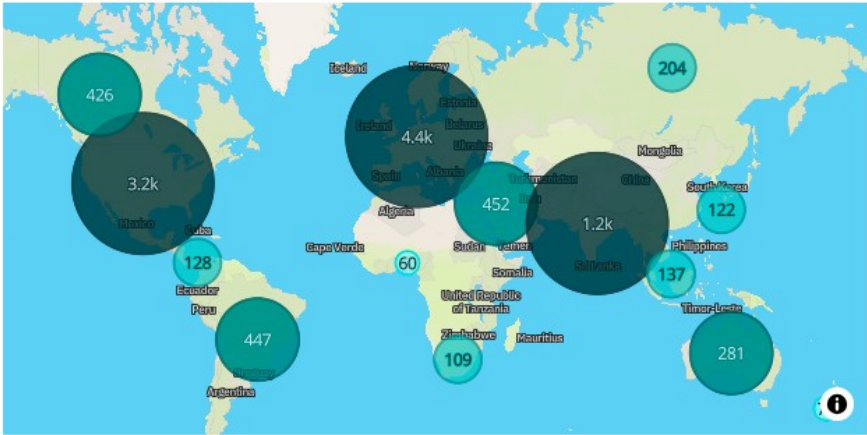 Iceland
Norway
204
426
Estonia
Ireland
4.4k
Belarus
Ukraine
Mongolia
Spain
Albania
Turkmenistan
China
South Korea
3.2k
Iran
452
122
Algeria
1.2k
Mexico
Cuba
Cape Verde
Sudan
Yemen
Philippines
128
60
Somalia
Sri Lanka
137
Ecuador
Peru
United Republic
of Tanzania
Timor-Leste
447
Zimbabwe
Mauritius
109
281
Uruguay
Argentina
i